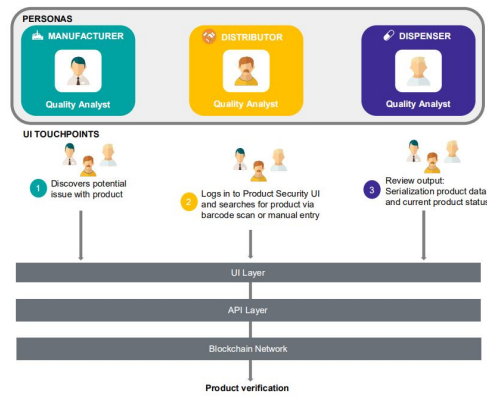 PERSONAS
MANUFACTURER
DISTRIBUTOR
DISPENSER
Quality Analyst
Quality Analyst
Quality Analyst
UI TOUCHPOINTS
1
Discovers potential
issue with product
2
Logs in to Product Security UI
and searches for product via
barcode scan or manual entry
3
Review output:
Serialization product data
and current product status
UI Layer
API Layer
Blockchain Network
Product verification